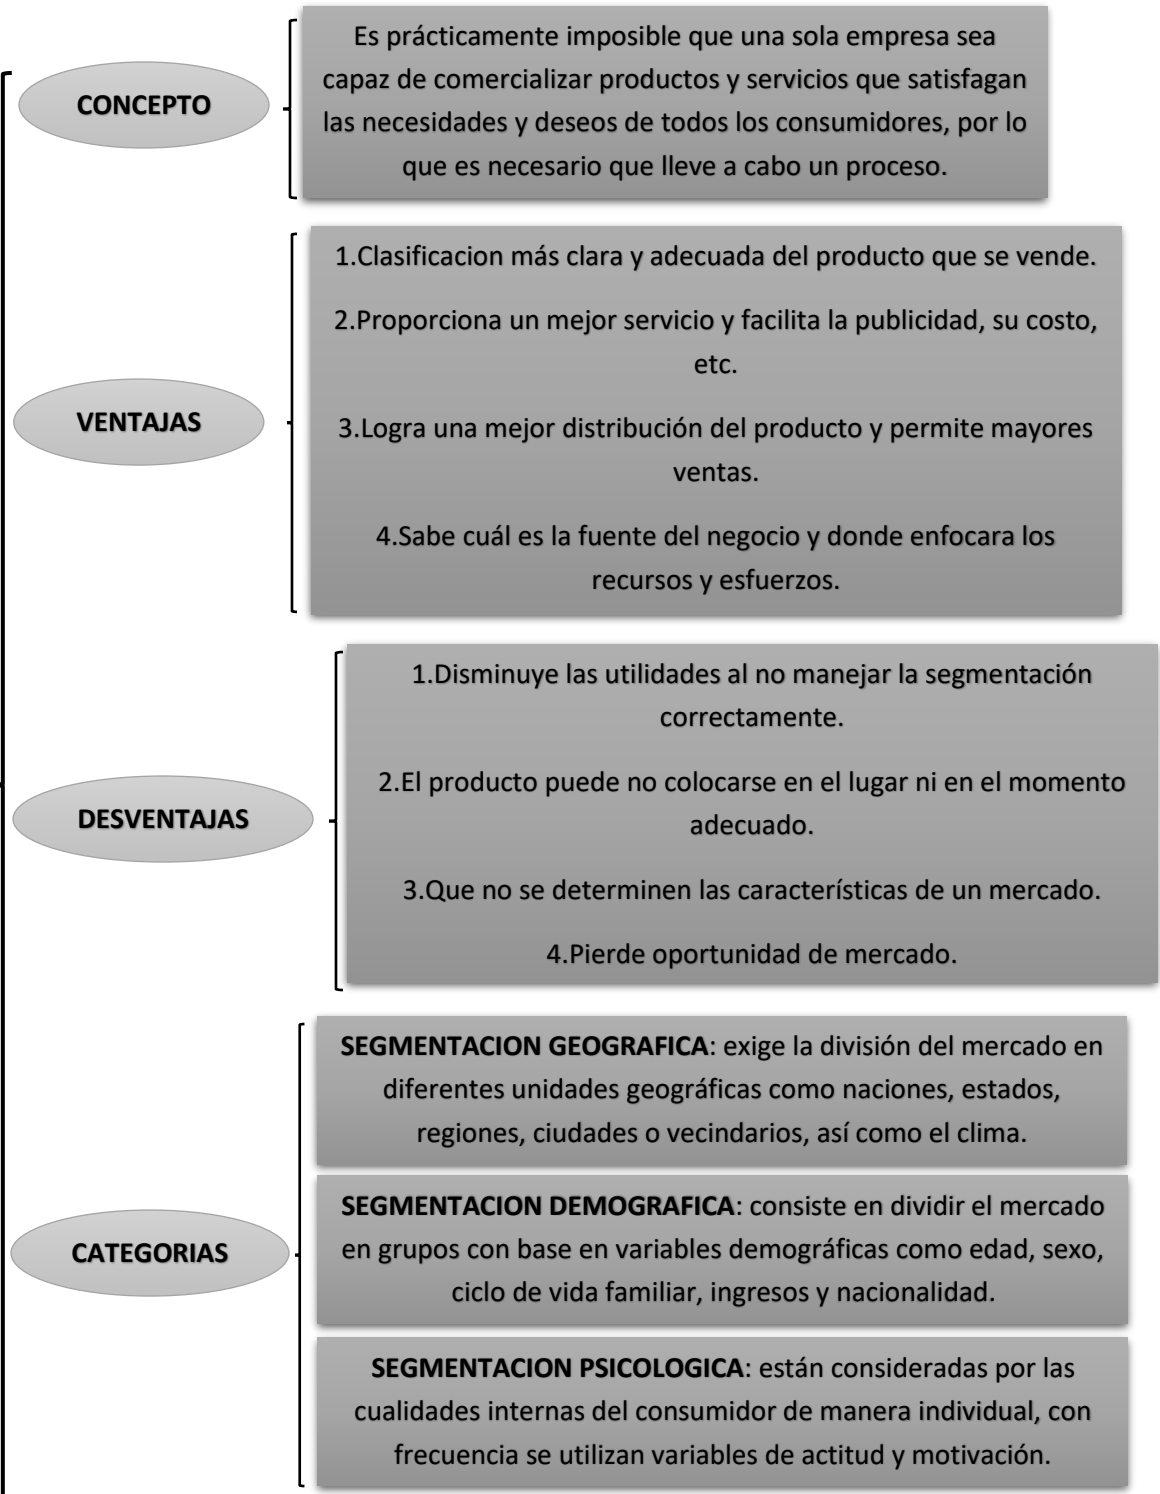 CONCEPTO
Es prácticamente imposible que una sola empresa sea
capaz de comercializar productos y servicios que satisfagan
las necesidades y deseos de todos los consumidores, por lo
que es necesario que lleve a cabo un proceso.
VENTAJAS
1.Clasificacion más clara y adecuada del producto que se vende.
2.Proporciona un mejor servicio y facilita la publicidad, su costo,
etc.
3.Logra una mejor distribución del producto y permite mayores
ventas.
4.Sabe cuál es la fuente del negocio y donde enfocara los
recursos y esfuerzos.
DESVENTAJAS
1.Disminuye las utilidades al no manejar la segmentación
correctamente.
2.El producto puede no colocarse en el lugar ni en el momento
adecuado.
3.Que no se determinen las características de un mercado.
4.Pierde oportunidad de mercado.
CATEGORIAS
SEGMENTACION GEOGRAFICA: exige la división del mercado en
diferentes unidades geográficas como naciones, estados,
regiones, ciudades o vecindarios, así como el clima.
SEGMENTACION DEMOGRAFICA: consiste en dividir el mercado
en grupos con base en variables demográficas como edad, sexo,
ciclo de vida familiar, ingresos y nacionalidad.
SEGMENTACION PSICOLOGICA: están consideradas por las
cualidades internas del consumidor de manera individual, con
frecuencia se utilizan variables de actitud y motivación.